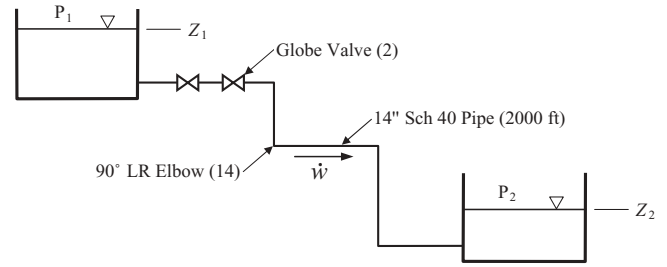 P1
Z1
Globe Valve (2)
14" Sch 40 Pipe (2000 ft)
90° LR Elbow (14)
ẇ
P2
Z2